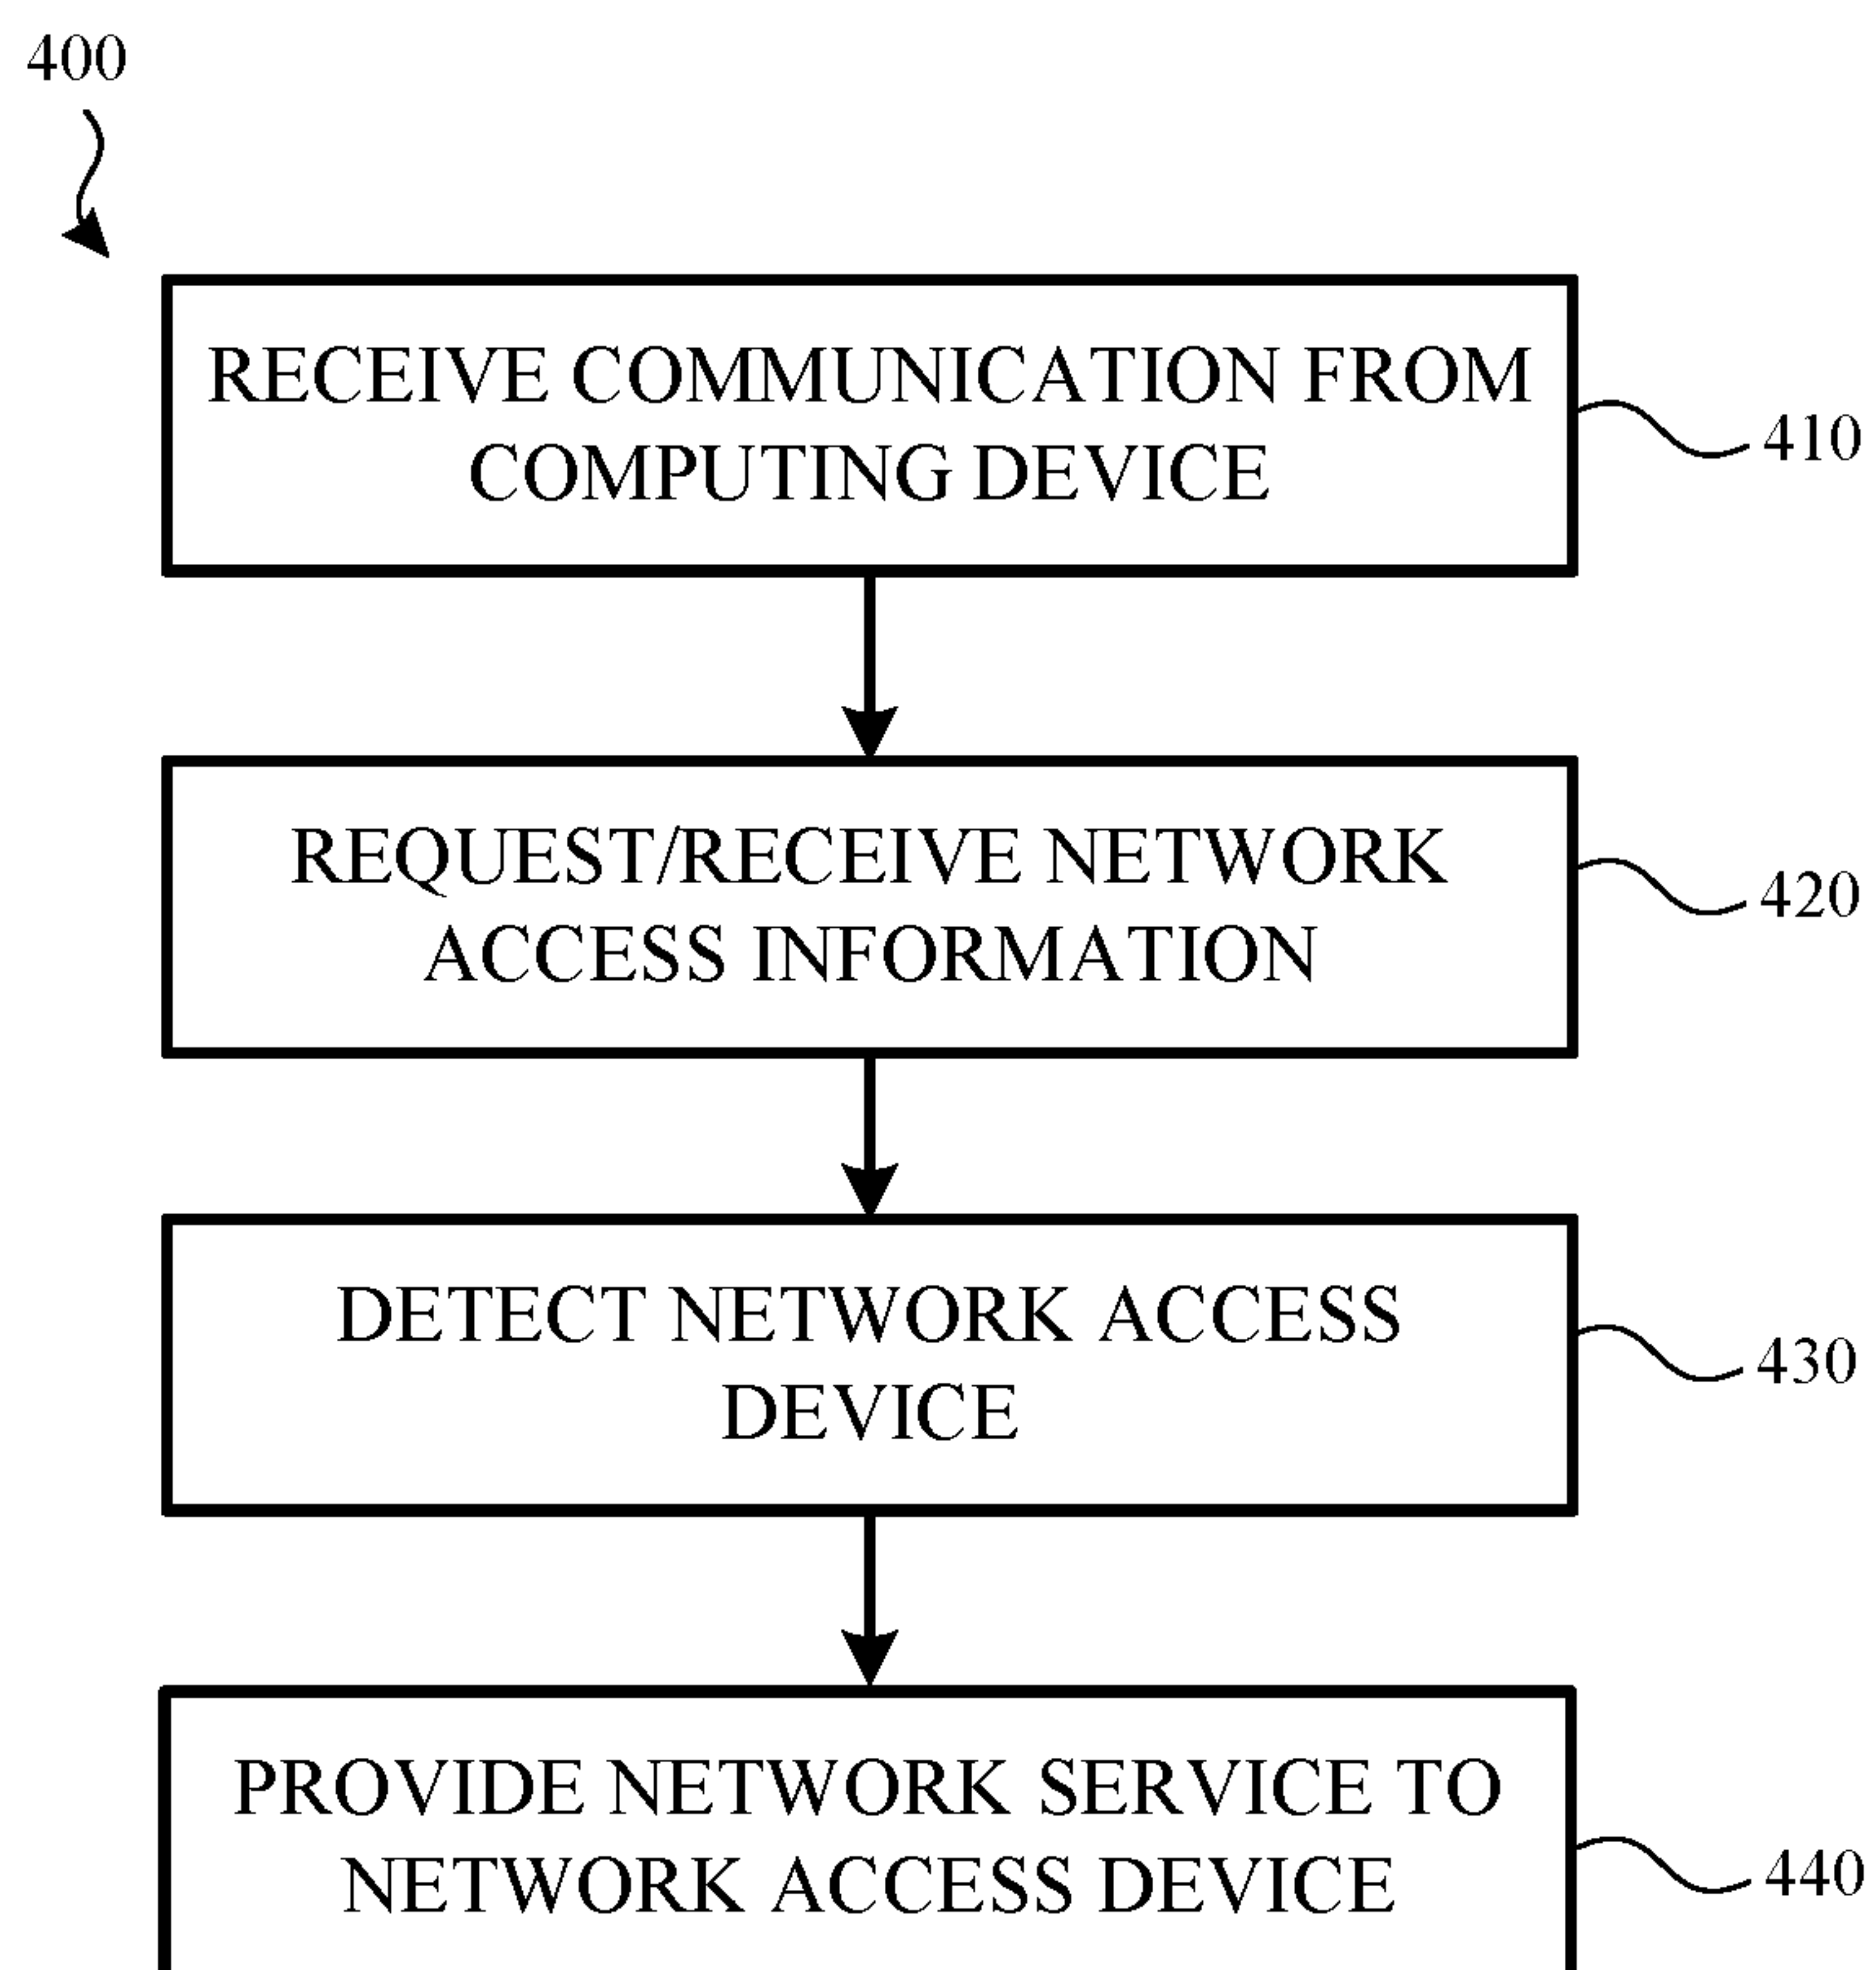 400
RECEIVE COMMUNICATION FROM
COMPUTING DEVICE
410
REQUEST/RECEIVE NETWORK
ACCESS INFORMATION
420
DETECT NETWORK ACCESS
DEVICE
430
PROVIDE NETWORK SERVICE TO
NETWORK ACCESS DEVICE
440